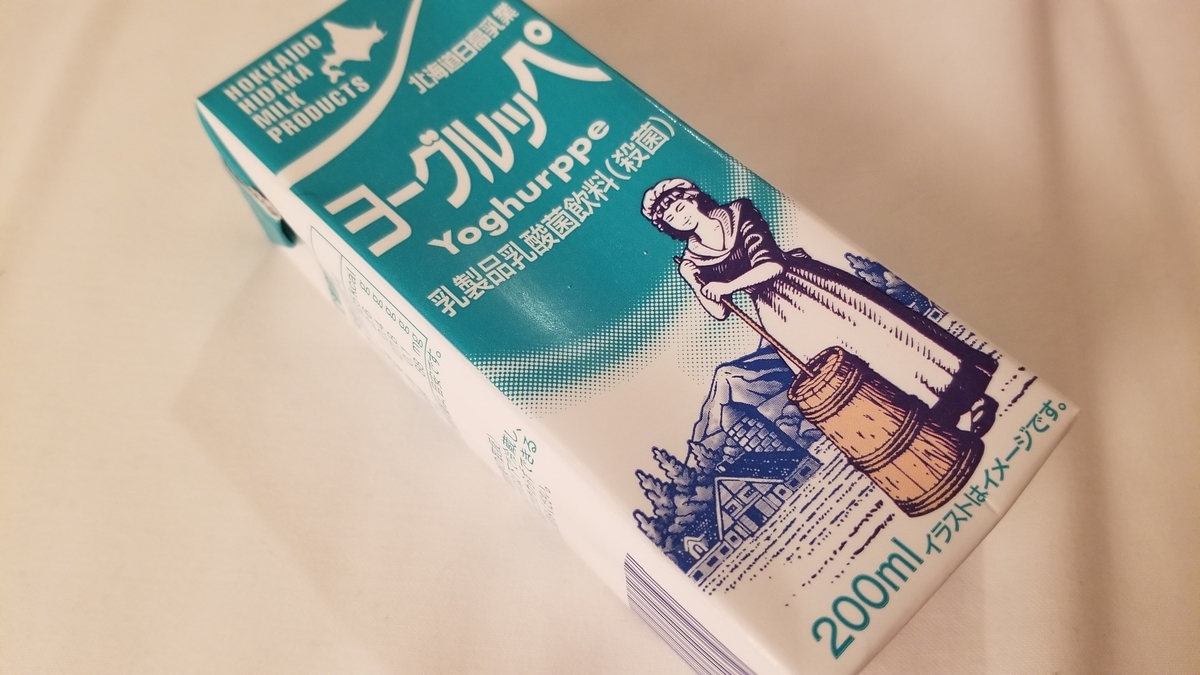 HOKKAIDO
HIDAKA
MILK
PRODUCTS
北海道日高乳業
ヨーグルッペ
Yoghurppe
乳製品乳酸菌飲料(殺菌)
200ml イラストはイメージです。